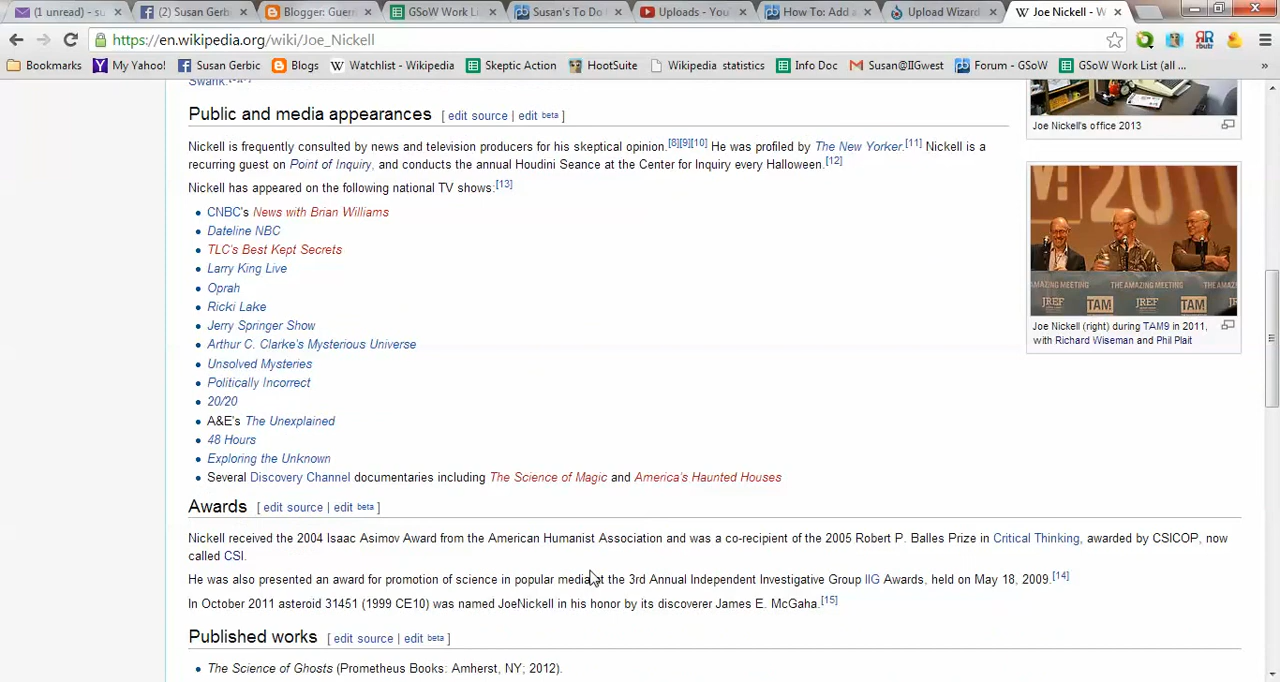 (1 unread) - su
(2) Susan Gerb
Blogger: Guerr
GSoW Work Li
Susan's To Do
Uploads - You
How To: Add a
Upload Wizard
Joe Nickell - W
https://en.wikipedia.org/wiki/Joe_Nickell
Bookmarks
My Yahoo!
Susan Gerbic
Blogs
Watchlist - Wikipedia
Skeptic Action
HootSuite
Wikipedia statistics
Info Doc
Susan@IIGwest
Forum - GSoW
GSoW Work List (all ...
»
Public and media appearances [ edit source | edit beta ]
Nickell is frequently consulted by news and television producers for his skeptical opinion.[8][9][10] He was profiled by The New Yorker.[11] Nickell is a
recurring guest on Point of Inquiry, and conducts the annual Houdini Seance at the Center for Inquiry every Halloween.[12]
Nickell has appeared on the following national TV shows:[13]
CNBC's News with Brian Williams
Dateline NBC
TLC's Best Kept Secrets
Larry King Live
Oprah
Ricki Lake
Jerry Springer Show
Arthur C. Clarke's Mysterious Universe
Unsolved Mysteries
Politically Incorrect
20/20
A&E's The Unexplained
48 Hours
Exploring the Unknown
Several Discovery Channel documentaries including The Science of Magic and America's Haunted Houses
Awards [ edit source | edit beta ]
Nickell received the 2004 Isaac Asimov Award from the American Humanist Association and was a co-recipient of the 2005 Robert P. Balles Prize in Critical Thinking, awarded by CSICOP, now
called CSI.
He was also presented an award for promotion of science in popular media at the 3rd Annual Independent Investigative Group IIG Awards, held on May 18, 2009.[14]
In October 2011 asteroid 31451 (1999 CE10) was named JoeNickell in his honor by its discoverer James E. McGaha.[15]
Published works [ edit source | edit beta ]
The Science of Ghosts (Prometheus Books: Amherst, NY; 2012).
Joe Nickell's office 2013
M! 201
AMAZING MEETING THE AMAZING MEETING THE AMA
JREF TAM JREF TAM
Joe Nickell (right) during TAM9 in 2011,
with Richard Wiseman and Phil Plait